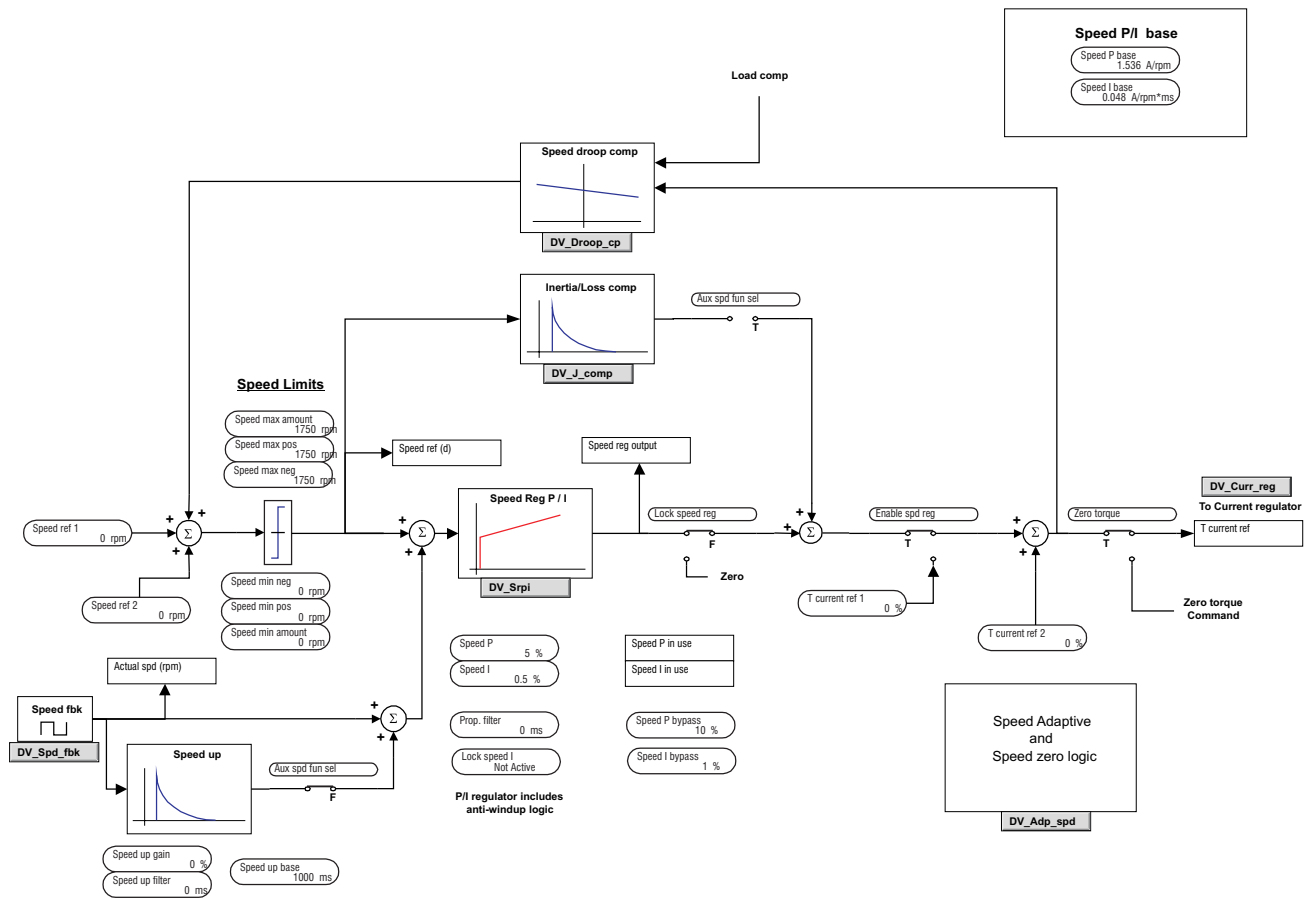 Speed P/I base
Speed P base
1.536 A/rpm
Speed I base
0.048 A/rpm*ms
Load comp
Speed droop comp
DV_Droop_cp
Inertia/Loss comp
DV_J_comp
Aux spd fun sel
T
Speed Limits
Speed max amount
1750 rpm
Speed max pos
1750 rpm
Speed max neg
1750 rpm
Speed ref (d)
Speed reg output
DV_Curr_reg
To Current regulator
T current ref
Speed ref 1
0 rpm
+
+
+
Σ
Speed ref 2
0 rpm
Speed min neg
0 rpm
Speed min pos
0 rpm
Speed min amount
0 rpm
+
+
Σ
Speed Reg P / I
DV_Srpi
Lock speed reg
F
Zero
+
+
Σ
Enable spd reg
T
T current ref 1
0 %
+
+
Σ
T current ref 2
0 %
Zero torque
T
Zero torque
Command
Actual spd (rpm)
Speed fbk
DV_Spd_fbk
+
+
Σ
Speed up
Aux spd fun sel
F
Speed up gain
0 %
Speed up filter
0 ms
Speed up base
1000 ms
Speed P
5 %
Speed I
0.5 %
Speed P in use
Speed I in use
Prop. filter
0 ms
Lock speed I
Not Active
Speed P bypass
10 %
Speed I bypass
1 %
P/I regulator includes
anti-windup logic
Speed Adaptive
and
Speed zero logic
DV_Adp_spd